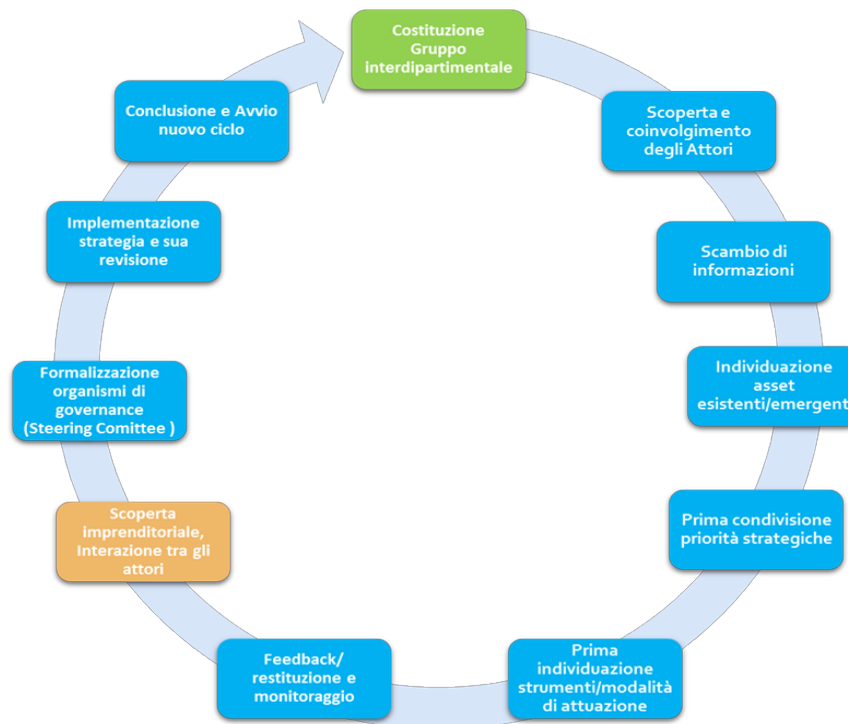 Costituzione
Gruppo
interdipartimentale
Scoperta e
coinvolgimento
degli Attori
Scambio di
informazioni
Individuazione
asset
esistenti/emergent
Prima condivisione
priorità strategiche
Prima
individuazione
strumenti/modalità
di attuazione
Feedback/
restituzione e
monitoraggio
Scoperta
imprenditoriale,
Interazione tra gli
attori
Formalizzazione
organismi di
governance
(Steering Comittee )
Implementazione
strategia e sua
revisione
Conclusione e Avvio
nuovo ciclo